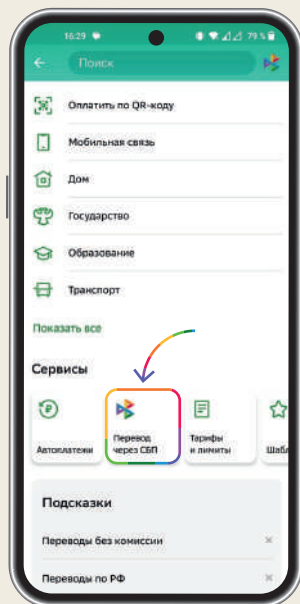 16:29
79 %
Поиск
Оплатить по QR-коду
Мобильная связь
Дом
Государство
Образование
Транспорт
Показать все
Сервисы
Автоплатежи
Перевод
через СБП
Тарифы
и лимиты
Шабл
Подсказки
Переводы без комиссии
Переводы по РФ